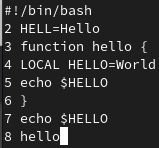 #!/bin/bash
2 HELL=Hello
3 function hello {
4 LOCAL HELLO=World
5 echo $HELLO
6 }
7 echo $HELLO
8 hello